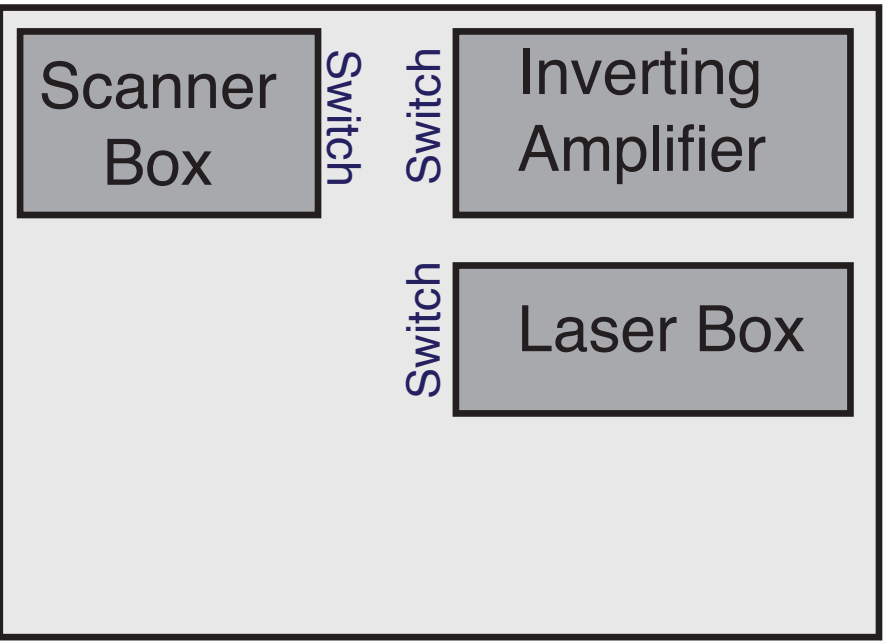 Scanner
Box
Switch
Switch
Inverting
Amplifier
Switch
Laser Box